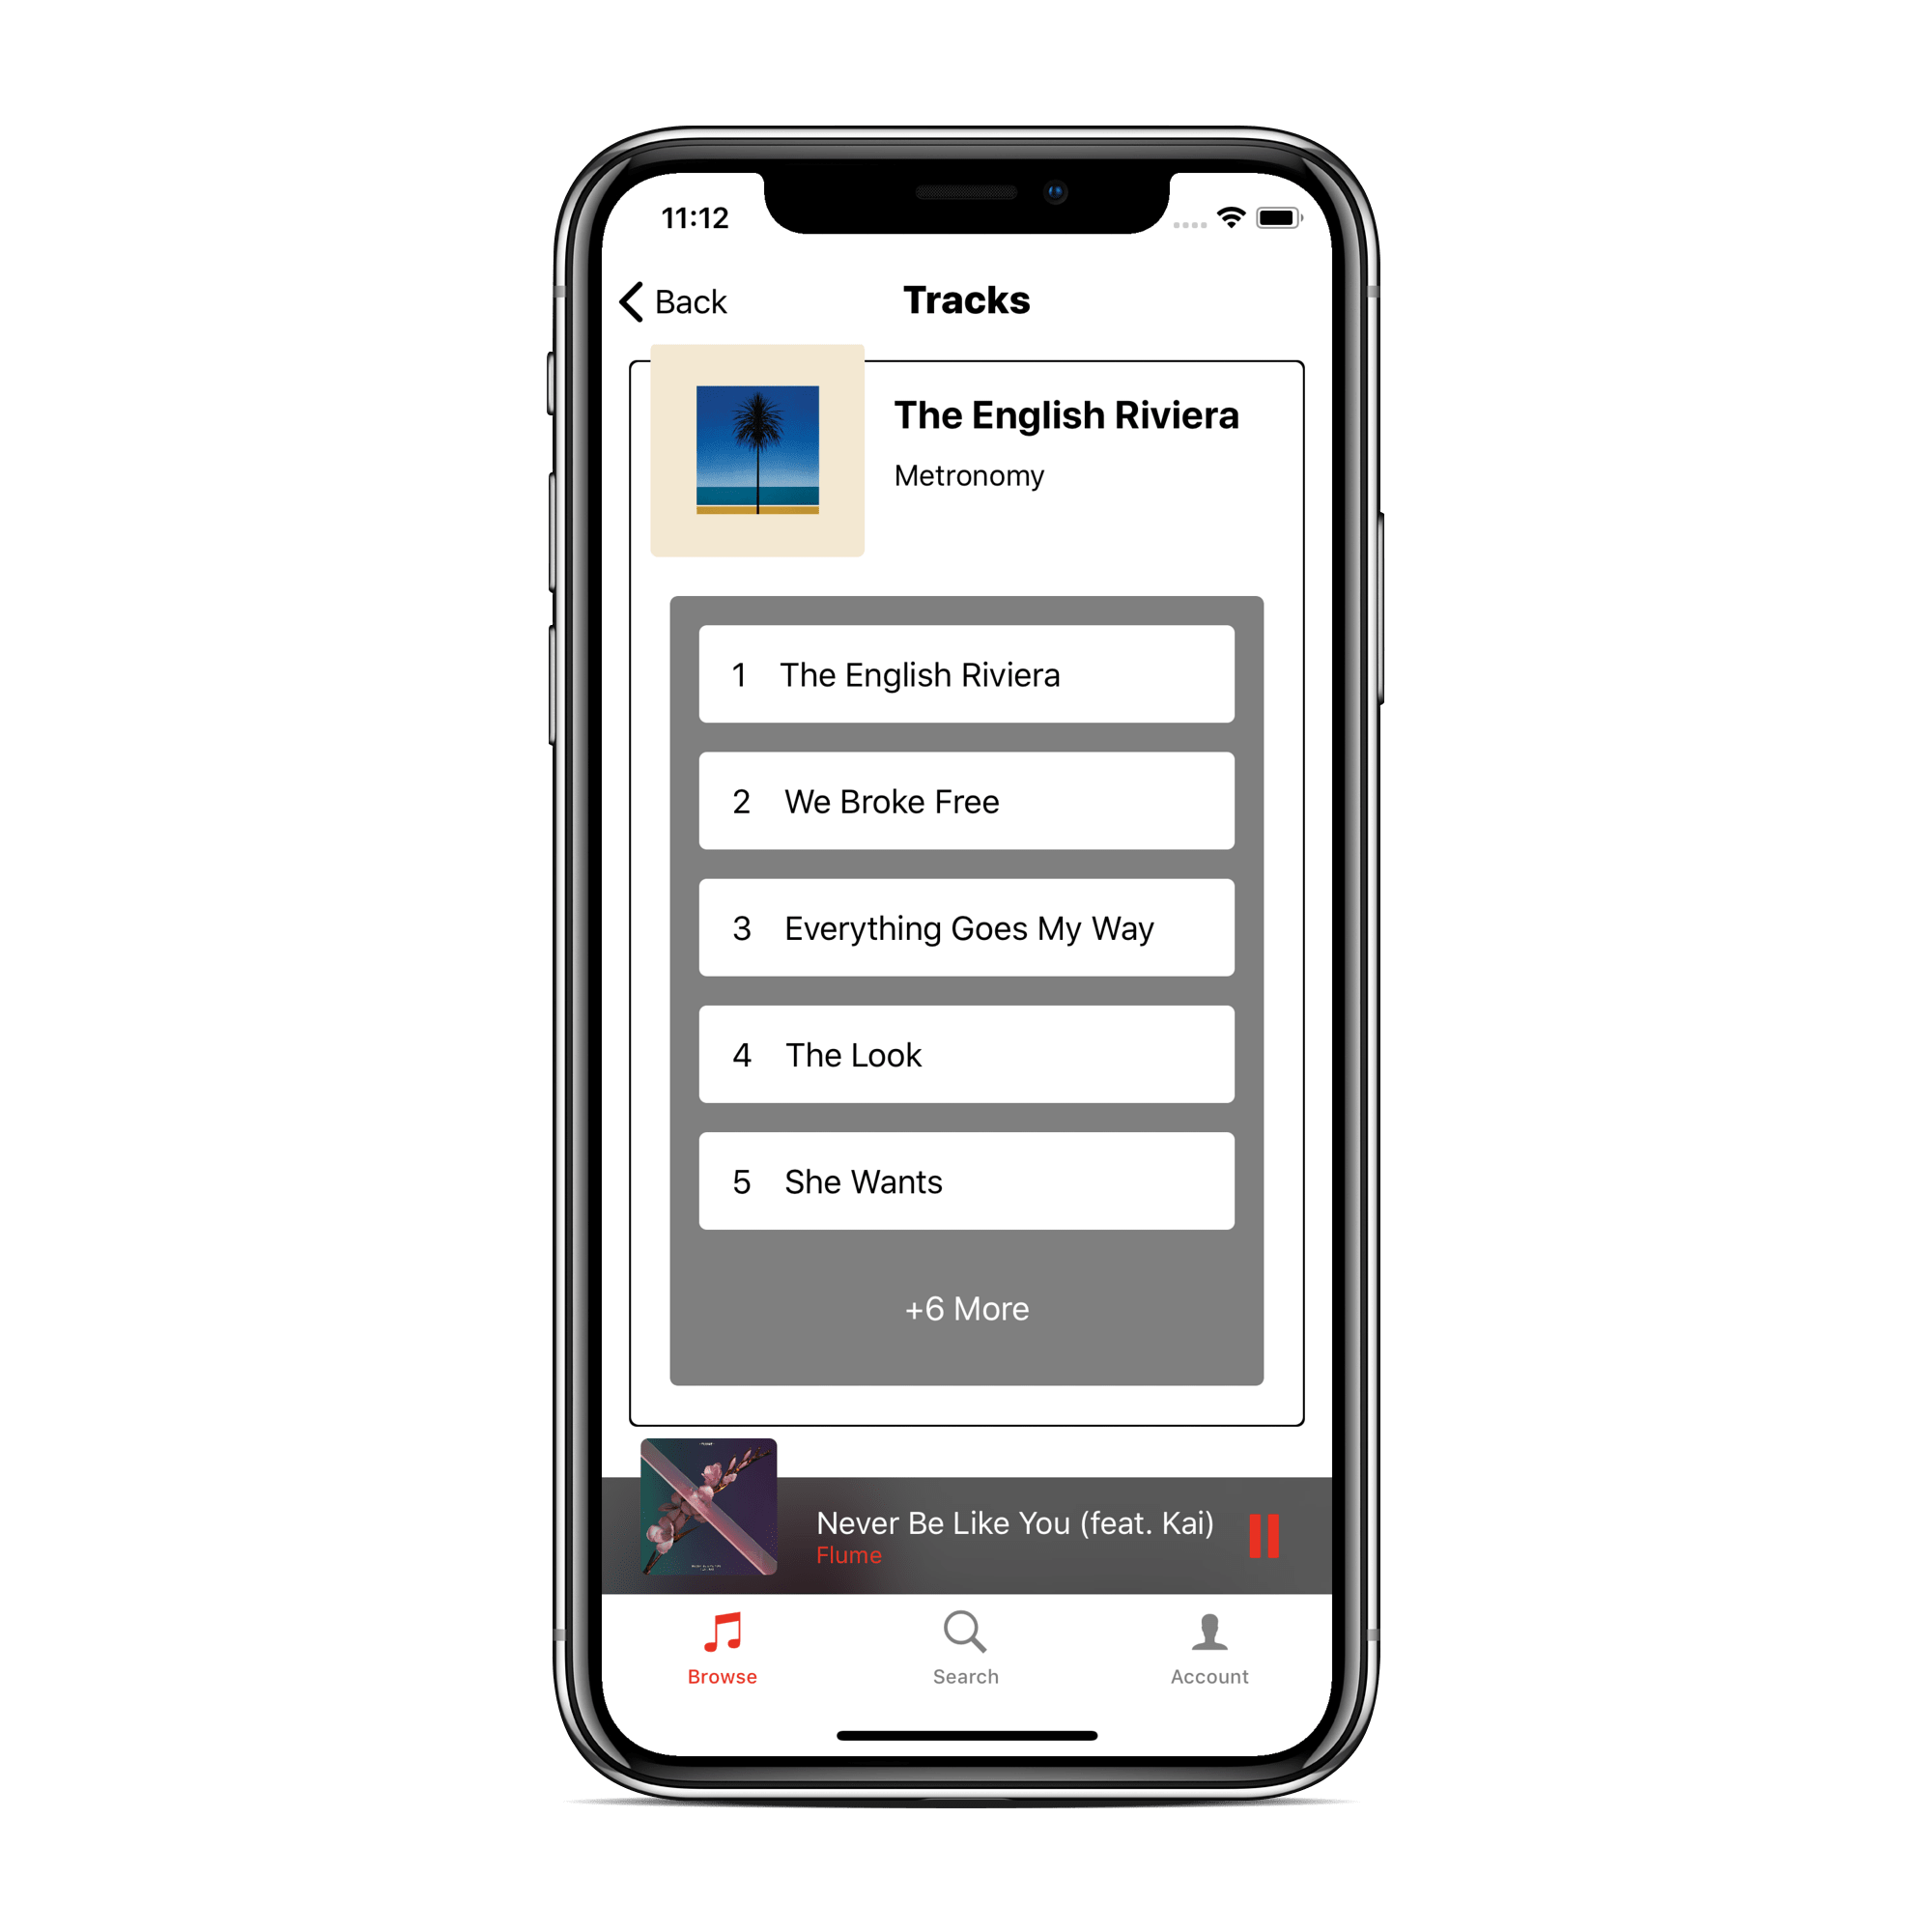 11:12
Back
Tracks
The English Riviera
Metronomy
1 The English Riviera
2 We Broke Free
3 Everything Goes My Way
4 The Look
5 She Wants
+6 More
Never Be Like You (feat. Kai)
Flume
Browse
Search
Account